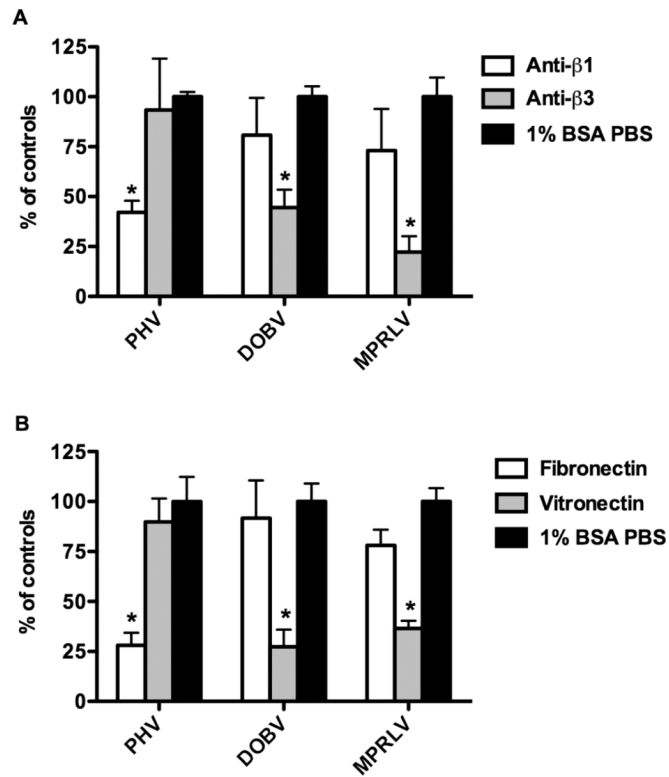 A
125
100
75
50
25
0
% of controls
*
*
*
PHV
DOBV
MPRLV
Anti-β1
Anti-β3
1% BSA PBS
B
125
100
75
50
25
0
% of controls
*
*
*
PHV
DOBV
MPRLV
Fibronectin
Vitronectin
1% BSA PBS